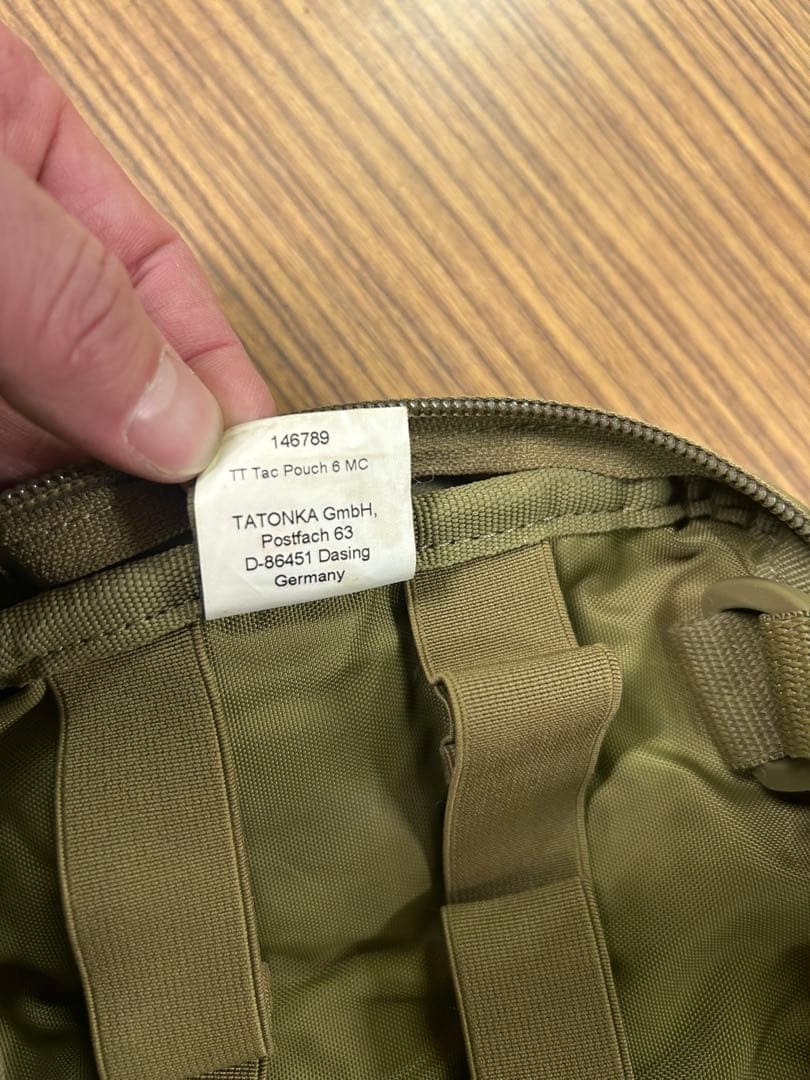 146789
TT Tac Pouch 6 MC
TATONKA GmbH,
Postfach 63
D-86451 Dasing
Germany